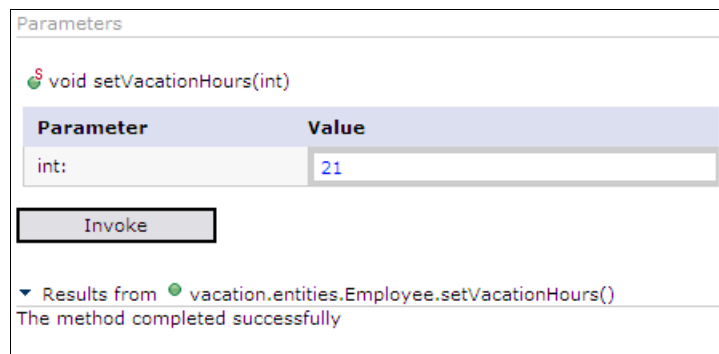 Parameters
S void setVacationHours(int)
Parameter Value
int: 21
Invoke
Results from vacation.entities.Employee.setVacationHours()
The method completed successfully